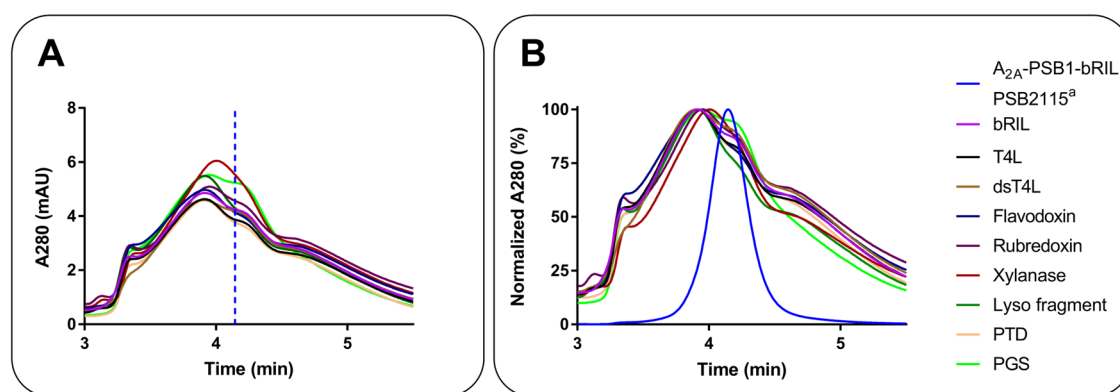 A
A280 (mAU)
8
6
4
2
0
3
4
5
Time (min)
B
Normalized A280 (%)
100
75
50
25
0
3
4
5
Time (min)
A₂A-PSB1-bRIL
PSB2115ᵃ
bRIL
T4L
dsT4L
Flavodoxin
Rubredoxin
Xylanase
Lyso fragment
PTD
PGS